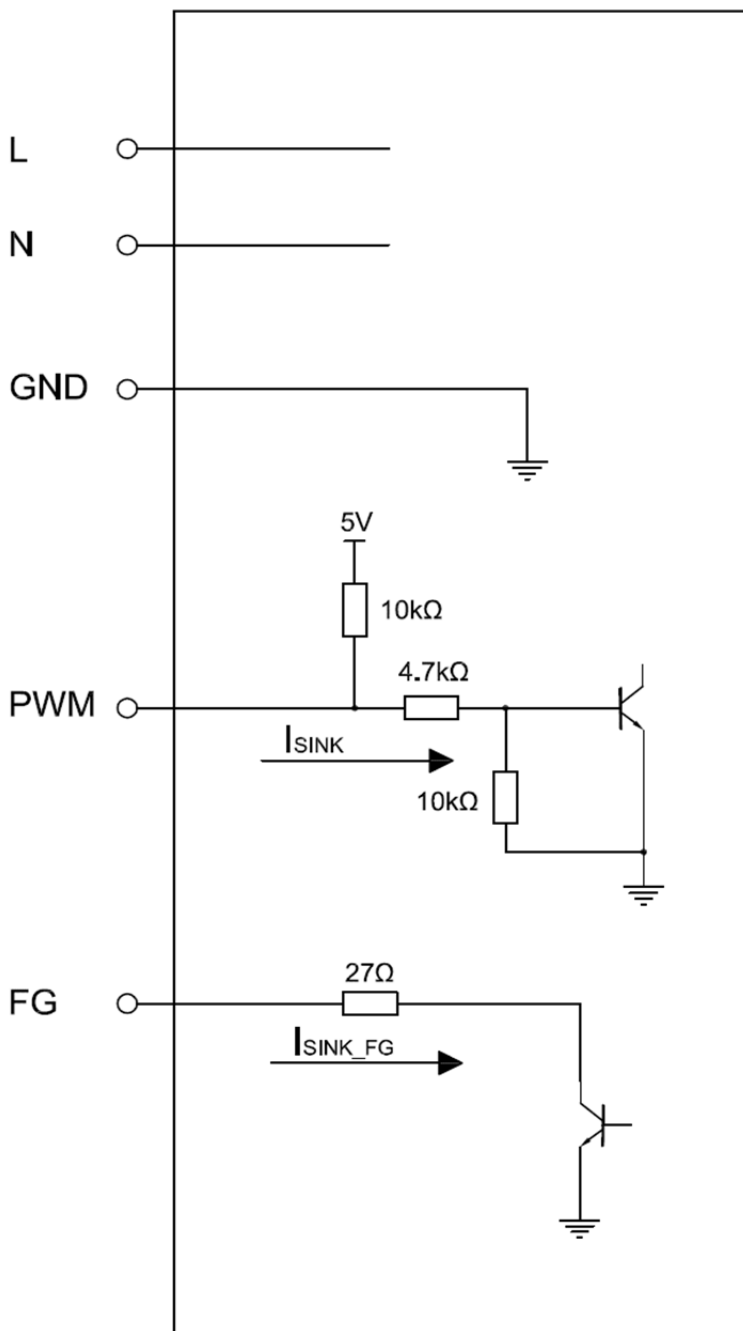 L
N
GND
5V
10kΩ
4.7kΩ
PWM
ISINK
10kΩ
27Ω
FG
ISINK_FG